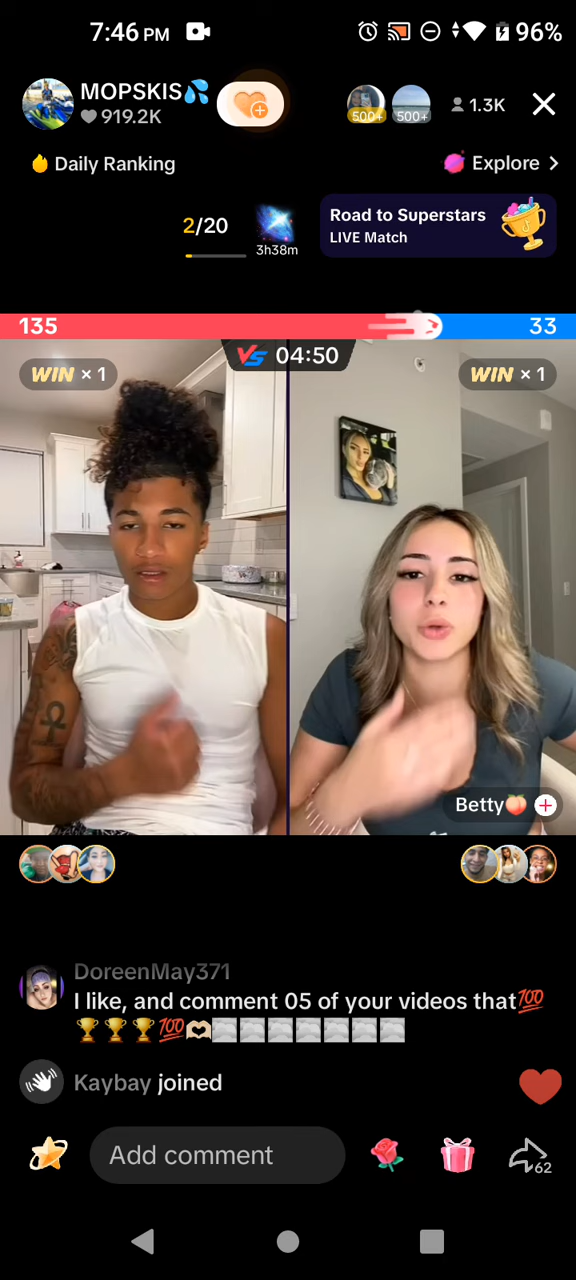 7:46 PM
96%
MOPSKIS💦
919.2K
500+
500+
1.3K
Daily Ranking
Explore >
2/20
3h38m
Road to Superstars
LIVE Match
135
33
VS 04:50
WIN × 1
WIN × 1
Betty🍑
DoreenMay371
I like, and comment 05 of your videos that💯
🏆🏆🏆💯🫶🏼
Kaybay joined
Add comment
62